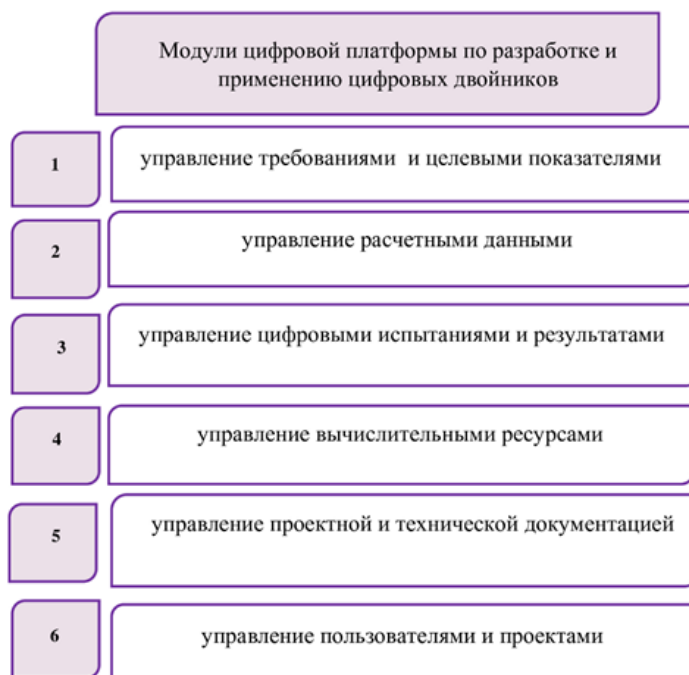 Модули цифровой платформы по разработке и
применению цифровых двойников
1
управление требованиями и целевыми показателями
2
управление расчетными данными
3
управление цифровыми испытаниями и результатами
4
управление вычислительными ресурсами
5
управление проектной и технической документацией
6
управление пользователями и проектами